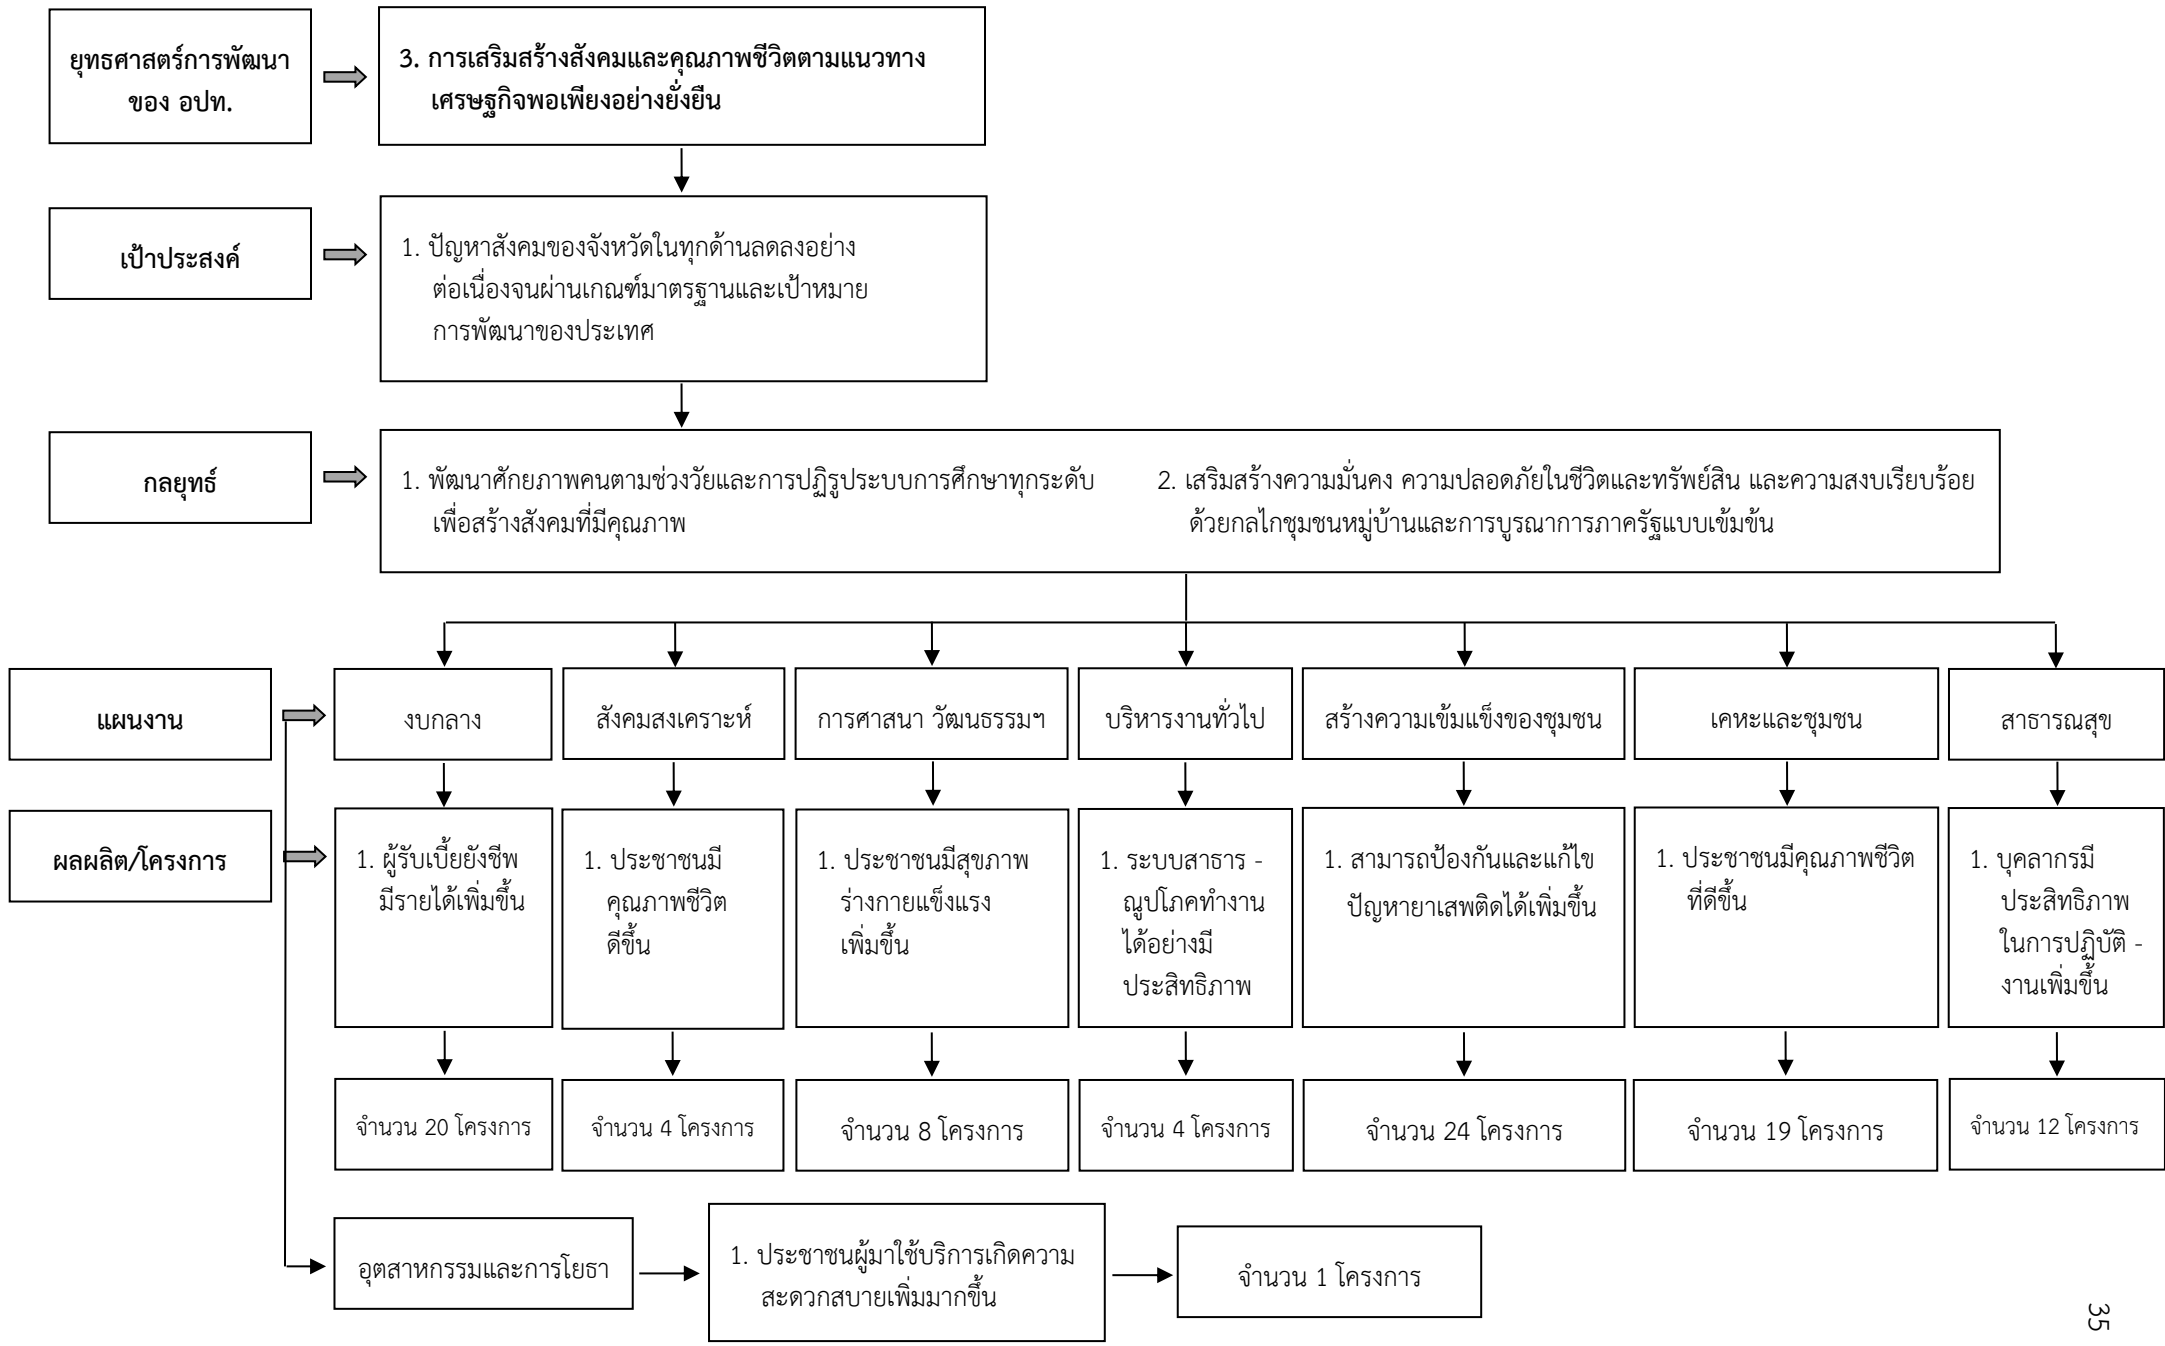 ยุทธศาสตร์การพัฒนา
ของ อปท.
3. การเสริมสร้างสังคมและคุณภาพชีวิตตามแนวทาง
เศรษฐกิจพอเพียงอย่างยั่งยืน
เป้าประสงค์
1. ปัญหาสังคมของจังหวัดในทุกด้านลดลงอย่าง
ต่อเนื่องจนผ่านเกณฑ์มาตรฐานและเป้าหมาย
การพัฒนาของประเทศ
กลยุทธ์
1. พัฒนาศักยภาพคนตามช่วงวัยและการปฏิรูประบบการศึกษาทุกระดับ
เพื่อสร้างสังคมที่มีคุณภาพ
2. เสริมสร้างความมั่นคง ความปลอดภัยในชีวิตและทรัพย์สิน และความสงบเรียบร้อย
ด้วยกลไกชุมชนหมู่บ้านและการบูรณาการภาครัฐแบบเข้มข้น
แผนงาน
งบกลาง
สังคมสงเคราะห์
การศาสนา วัฒนธรรมฯ
บริหารงานทั่วไป
สร้างความเข้มแข็งของชุมชน
เคหะและชุมชน
สาธารณสุข
ผลผลิต/โครงการ
1. ผู้รับเบี้ยยังชีพ
มีรายได้เพิ่มขึ้น
1. ประชาชนมี
คุณภาพชีวิต
ดีขึ้น
1. ประชาชนมีสุขภาพ
ร่างกายแข็งแรง
เพิ่มขึ้น
1. ระบบสาธาร -
ณูปโภคทำงาน
ได้อย่างมี
ประสิทธิภาพ
1. สามารถป้องกันและแก้ไข
ปัญหายาเสพติดได้เพิ่มขึ้น
1. ประชาชนมีคุณภาพชีวิต
ที่ดีขึ้น
1. บุคลากรมี
ประสิทธิภาพ
ในการปฏิบัติ -
งานเพิ่มขึ้น
จำนวน 20 โครงการ
จำนวน 4 โครงการ
จำนวน 8 โครงการ
จำนวน 4 โครงการ
จำนวน 24 โครงการ
จำนวน 19 โครงการ
จำนวน 12 โครงการ
อุตสาหกรรมและการโยธา
1. ประชาชนผู้มาใช้บริการเกิดความ
สะดวกสบายเพิ่มมากขึ้น
จำนวน 1 โครงการ
35